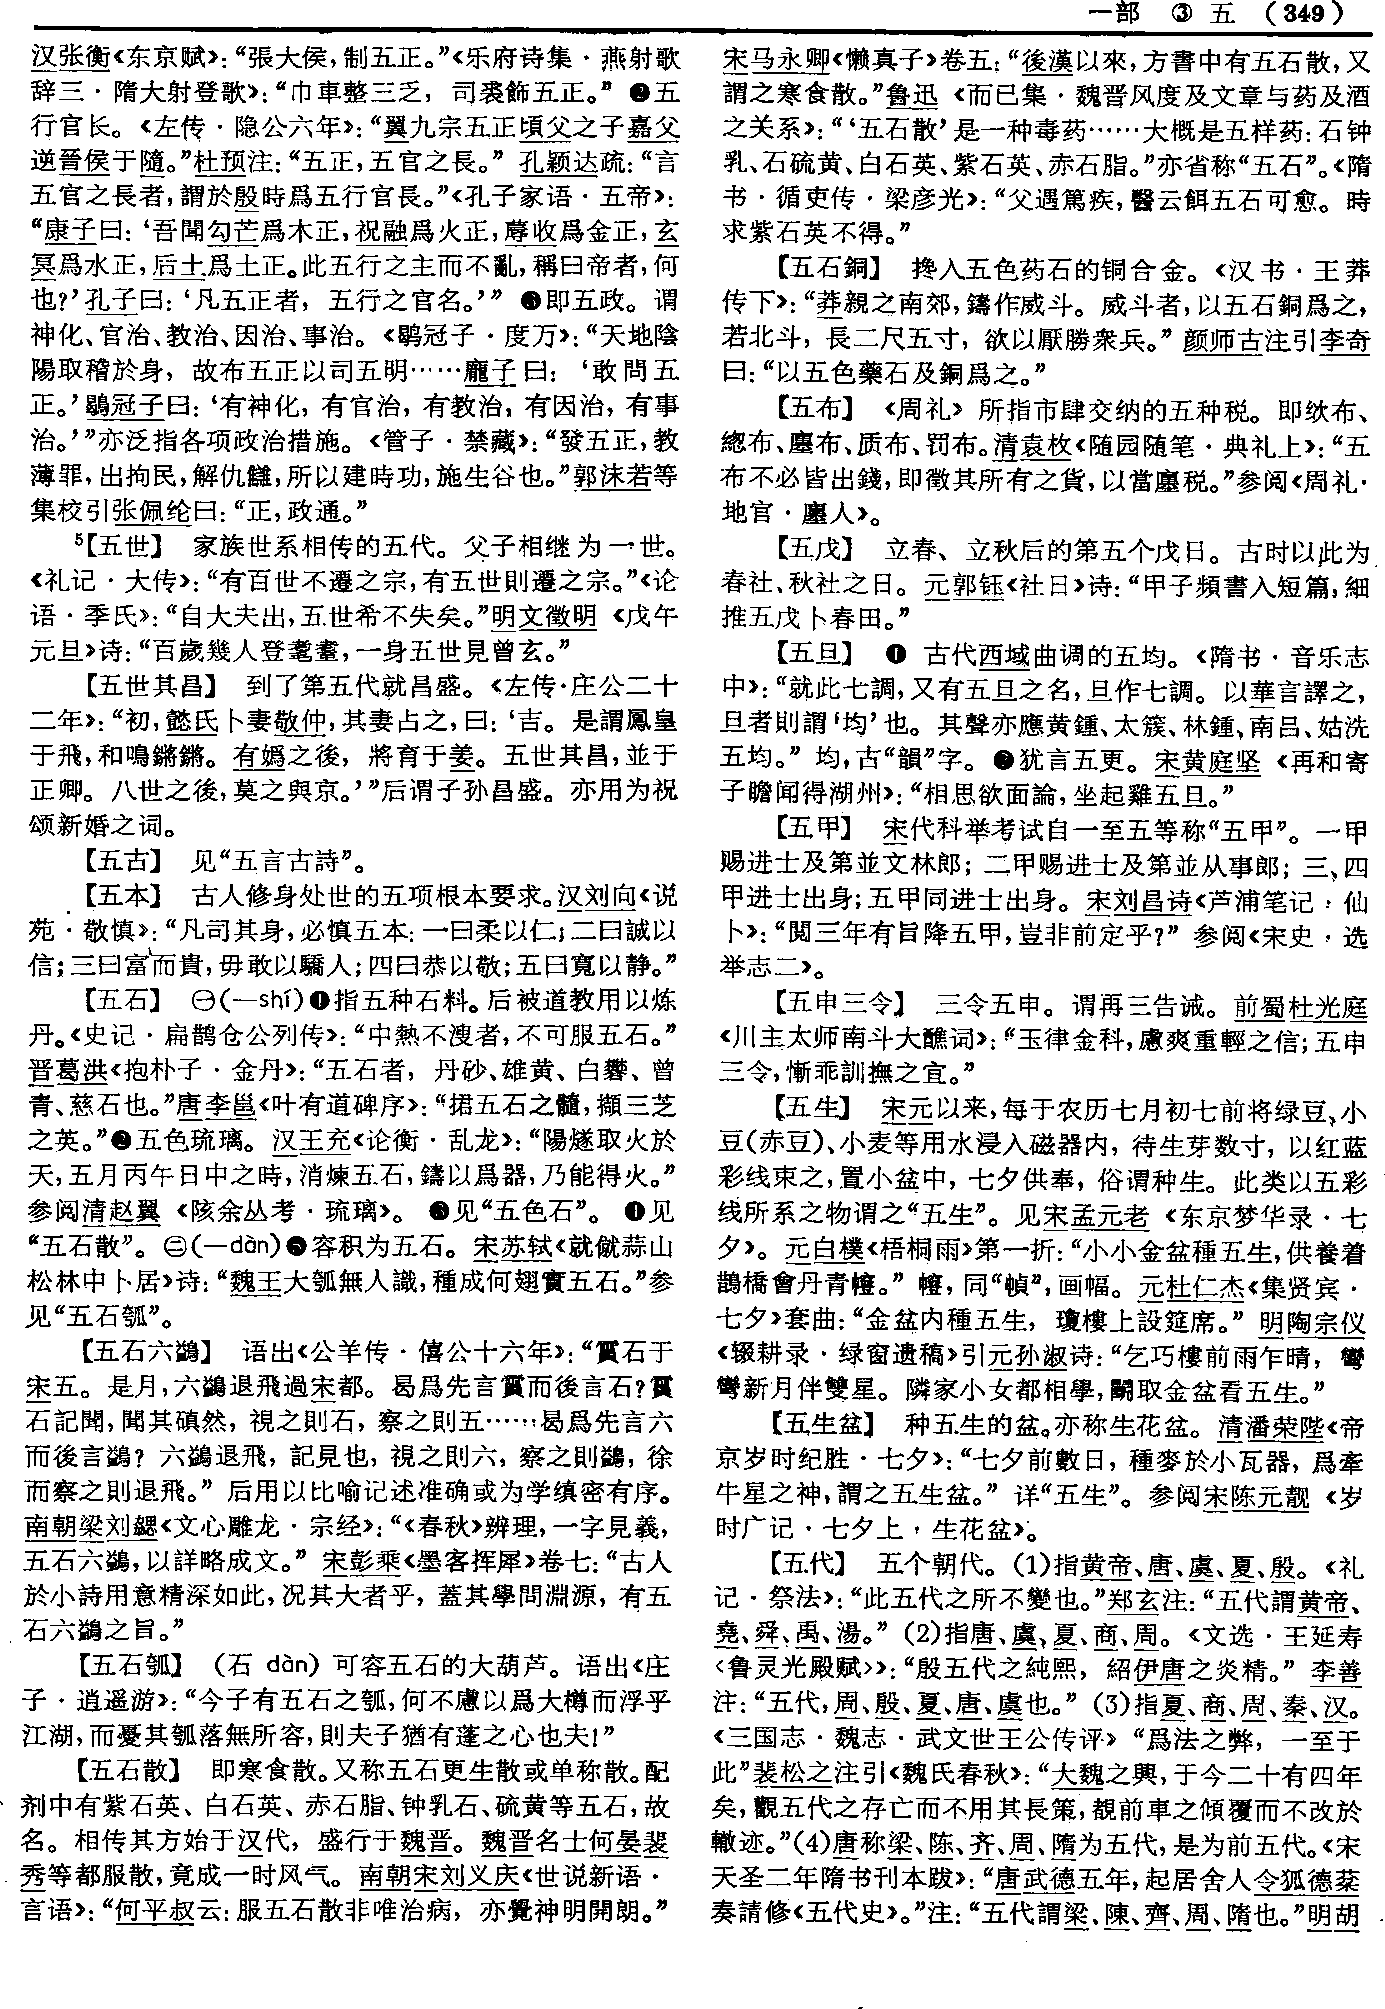 一部 ③ 五 (349)
汉张衡《东京赋》：“張大侯，制五正。”《乐府诗集·燕射歌
辞三·隋大射登歌》：“巾車整三乏，司裘飾五正。”❷五
行官长。《左传·隐公六年》：“翼九宗五正頃父之子嘉父
逆晉侯于隨。”杜预注：“五正，五官之長。”孔颖达疏：“言
五官之長者，謂於殷時爲五行官長。”《孔子家语·五帝》：
“康子曰：‘吾聞勾芒爲木正，祝融爲火正，蓐收爲金正，玄
冥爲水正，后土爲土正。此五行之主而不亂，稱曰帝者，何
也？’孔子曰：‘凡五正者，五行之官名。’”❸即五政。谓
神化、官治、教治、因治、事治。《鹖冠子·度万》：“天地陰
陽取稽於身，故布五正以司五明……龐子曰：‘敢問五
正。’鶡冠子曰：‘有神化，有官治，有教治，有因治，有事
治。’”亦泛指各项政治措施。《管子·禁藏》：“發五正，教
薄罪，出拘民，解仇讎，所以建時功，施生谷也。”郭沫若等
集校引张佩纶曰：“正，政通。”
5【五世】 家族世系相传的五代。父子相继为一世。
《礼记·大传》：“有百世不遷之宗，有五世則遷之宗。”《论
语·季氏》：“自大夫出，五世希不失矣。”明文徵明《戊午
元旦》诗：“百歲幾人登耄耋，一身五世見曾玄。”
【五世其昌】 到了第五代就昌盛。《左传·庄公二十
二年》：“初，懿氏卜妻敬仲，其妻占之，曰：‘吉。是謂鳳皇
于飛，和鳴鏘鏘。有嬀之後，將育于姜。五世其昌，並于
正卿。八世之後，莫之與京。’”后谓子孙昌盛。亦用为祝
颂新婚之词。
【五古】 见“五言古詩”。
【五本】 古人修身处世的五项根本要求。汉刘向《说
苑·敬慎》：“凡司其身，必慎五本：一曰柔以仁；二曰誠以
信；三曰富而貴，毋敢以驕人；四曰恭以敬；五曰寬以静。”
【五石】 ㊀(一shí)❶指五种石料。后被道教用以炼
丹。《史记·扁鹊仓公列传》：“中熱不溲者，不可服五石。”
晋葛洪《抱朴子·金丹》：“五石者，丹砂、雄黄、白礬、曾
青、慈石也。”唐李邕《叶有道碑序》：“捃五石之髓，擷三芝
之英。”❷五色琉璃。汉王充《论衡·乱龙》：“陽燧取火於
天，五月丙午日中之時，消煉五石，鑄以爲器，乃能得火。”
参阅清赵翼《陔余丛考·琉璃》。❸见“五色石”。❹见
“五石散”。㊁(一dàn)❺容积为五石。宋苏轼《就僦蒜山
松林中卜居》诗：“魏王大瓠無人識，種成何翅實五石。”参
见“五石瓠”。
【五石六鷁】 语出《公羊传·僖公十六年》：“霣石于
宋五。是月，六鷁退飛過宋都。曷爲先言霣而後言石？霣
石記聞，聞其磌然，視之則石，察之則五……曷爲先言六
而後言鷁？六鷁退飛，記見也，視之則六，察之則鷁，徐
而察之則退飛。”后用以比喻记述准确或为学缜密有序。
南朝梁刘勰《文心雕龙·宗经》：“《春秋》辨理，一字見義，
五石六鷁，以詳略成文。”宋彭乘《墨客挥犀》卷七：“古人
於小詩用意精深如此，况其大者乎，蓋其學問淵源，有五
石六鷁之旨。”
【五石瓠】 （石 dàn）可容五石的大葫芦。语出《庄
子·逍遥游》：“今子有五石之瓠，何不慮以爲大樽而浮乎
江湖，而憂其瓠落無所容，則夫子猶有蓬之心也夫！”
【五石散】 即寒食散。又称五石更生散或单称散。配
剂中有紫石英、白石英、赤石脂、钟乳石、硫黄等五石，故
名。相传其方始于汉代，盛行于魏晋。魏晋名士何晏裴
秀等都服散，竟成一时风气。南朝宋刘义庆《世说新语·
言语》：“何平叔云：服五石散非唯治病，亦覺神明開朗。”
宋马永卿《懒真子》卷五：“後漢以來，方書中有五石散，又
謂之寒食散。”鲁迅《而已集·魏晋风度及文章与药及酒
之关系》：“‘五石散’是一种毒药……大概是五样药：石钟
乳、石硫黄、白石英、紫石英、赤石脂。”亦省称“五石”。《隋
书·循吏传·梁彦光》：“父遇篤疾，醫云餌五石可愈。時
求紫石英不得。”
【五石銅】 搀入五色药石的铜合金。《汉书·王莽
传下》：“莽親之南郊，鑄作威斗。威斗者，以五石銅爲之，
若北斗，長二尺五寸，欲以厭勝衆兵。”颜师古注引李奇
曰：“以五色藥石及銅爲之。”
【五布】 《周礼》所指市肆交纳的五种税。即欻布、
總布、廛布、质布、罚布。清袁枚《随园随笔·典礼上》：“五
布不必皆出錢，即徵其所有之貨，以當廛税。”参阅《周礼·
地官·廛人》。
【五戊】 立春、立秋后的第五个戊日。古时以此为
春社、秋社之日。元郭钰《社日》诗：“甲子頻書入短篇，細
推五戊卜春田。”
【五旦】 ❶ 古代西域曲调的五均。《隋书·音乐志
中》：“就此七調，又有五旦之名，旦作七調。以華言譯之，
旦者則謂‘均’也。其聲亦應黄鍾、太簇、林鍾、南吕、姑洗
五均。”均，古“韻”字。❷犹言五更。宋黄庭坚《再和寄
子瞻闻得湖州》：“相思欲面論，坐起雞五旦。”
【五甲】 宋代科举考试自一至五等称“五甲”。一甲
赐进士及第並文林郎；二甲赐进士及第並从事郎；三、四
甲进士出身；五甲同进士出身。宋刘昌诗《芦浦笔记·仙
卜》：“閲三年有旨降五甲，豈非前定乎？”参阅《宋史·选
举志二》。
【五申三令】 三令五申。谓再三告诫。前蜀杜光庭
《川主太师南斗大醮词》：“玉律金科，慮爽重輕之信；五申
三令，慚乖訓撫之宜。”
【五生】 宋元以来，每于农历七月初七前将绿豆、小
豆(赤豆)、小麦等用水浸入磁器内，待生芽数寸，以红蓝
彩线束之，置小盆中，七夕供奉，俗谓种生。此类以五彩
线所系之物谓之“五生”。见宋孟元老《东京梦华录·七
夕》。元白樸《梧桐雨》第一折：“小小金盆種五生，供養着
鵲橋會丹青㡧。”㡧，同“幀”，画幅。元杜仁杰《集贤宾·
七夕》套曲：“金盆内種五生，瓊樓上設筵席。”明陶宗仪
《辍耕录·绿窗遗稿》引元孙淑诗：“乞巧樓前雨乍晴，彎
彎新月伴雙星。隣家小女都相學，鬭取金盆看五生。”
【五生盆】 种五生的盆。亦称生花盆。清潘荣陛《帝
京岁时纪胜·七夕》：“七夕前數日，種麥於小瓦器，爲牽
牛星之神，謂之五生盆。”详“五生”。参阅宋陈元靓《岁
时广记·七夕上·生花盆》。
【五代】 五个朝代。(1)指黄帝、唐、虞、夏、殷。《礼
记·祭法》：“此五代之所不變也。”郑玄注：“五代謂黄帝、
堯、舜、禹、湯。”(2)指唐、虞、夏、商、周。《文选·王延寿
〈鲁灵光殿赋〉》：“殷五代之純熙，紹伊唐之炎精。”李善
注：“五代，周、殷、夏、唐、虞也。”(3)指夏、商、周、秦、汉。
《三国志·魏志·武文世王公传评》“爲法之弊，一至于
此”裴松之注引《魏氏春秋》：“大魏之興，于今二十有四年
矣，觀五代之存亡而不用其長策，覩前車之傾覆而不改於
轍迹。”(4)唐称梁、陈、齐、周、隋为五代，是为前五代。《宋
天圣二年隋书刊本跋》：“唐武德五年，起居舍人令狐德棻
奏請修《五代史》。”注：“五代謂梁、陳、齊、周、隋也。”明胡